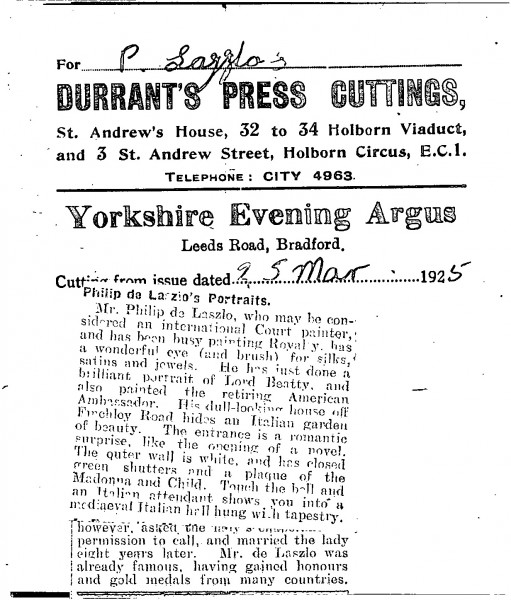 For P. Laszlo's
DURRANT'S PRESS CUTTINGS,
St. Andrew's House, 32 to 34 Holborn Viaduct,
and 3 St. Andrew Street, Holborn Circus, E.C.1.
TELEPHONE: CITY 4963.
Yorkshire Evening Argus
Leeds Road, Bradford.
Cutting from issue dated 25 Mar 1925
Philip de Laszlo's Portraits.
Mr. Philip de Laszlo, who may be con-
sidered an international Court painter,
and has been busy painting Royalty, has
a wonderful eye (and brush) for silks,
satins and jewels. He has just done a
brilliant portrait of Lord Beatty, and
also painted the retiring American
Ambassador. His dull-looking house off
Finchley Road hides an Italian garden
of beauty. The entrance is a romantic
surprise, like the opening of a novel.
The outer wall is white, and has closed
green shutters and a plaque of the
Madonna and Child. Touch the bell and
an Italian attendant shows you into a
mediæval Italian hall hung with tapestry.
however, asked the
permission to call, and married the lady
eight years later. Mr. de Laszlo was
already famous, having gained honours
and gold medals from many countries.